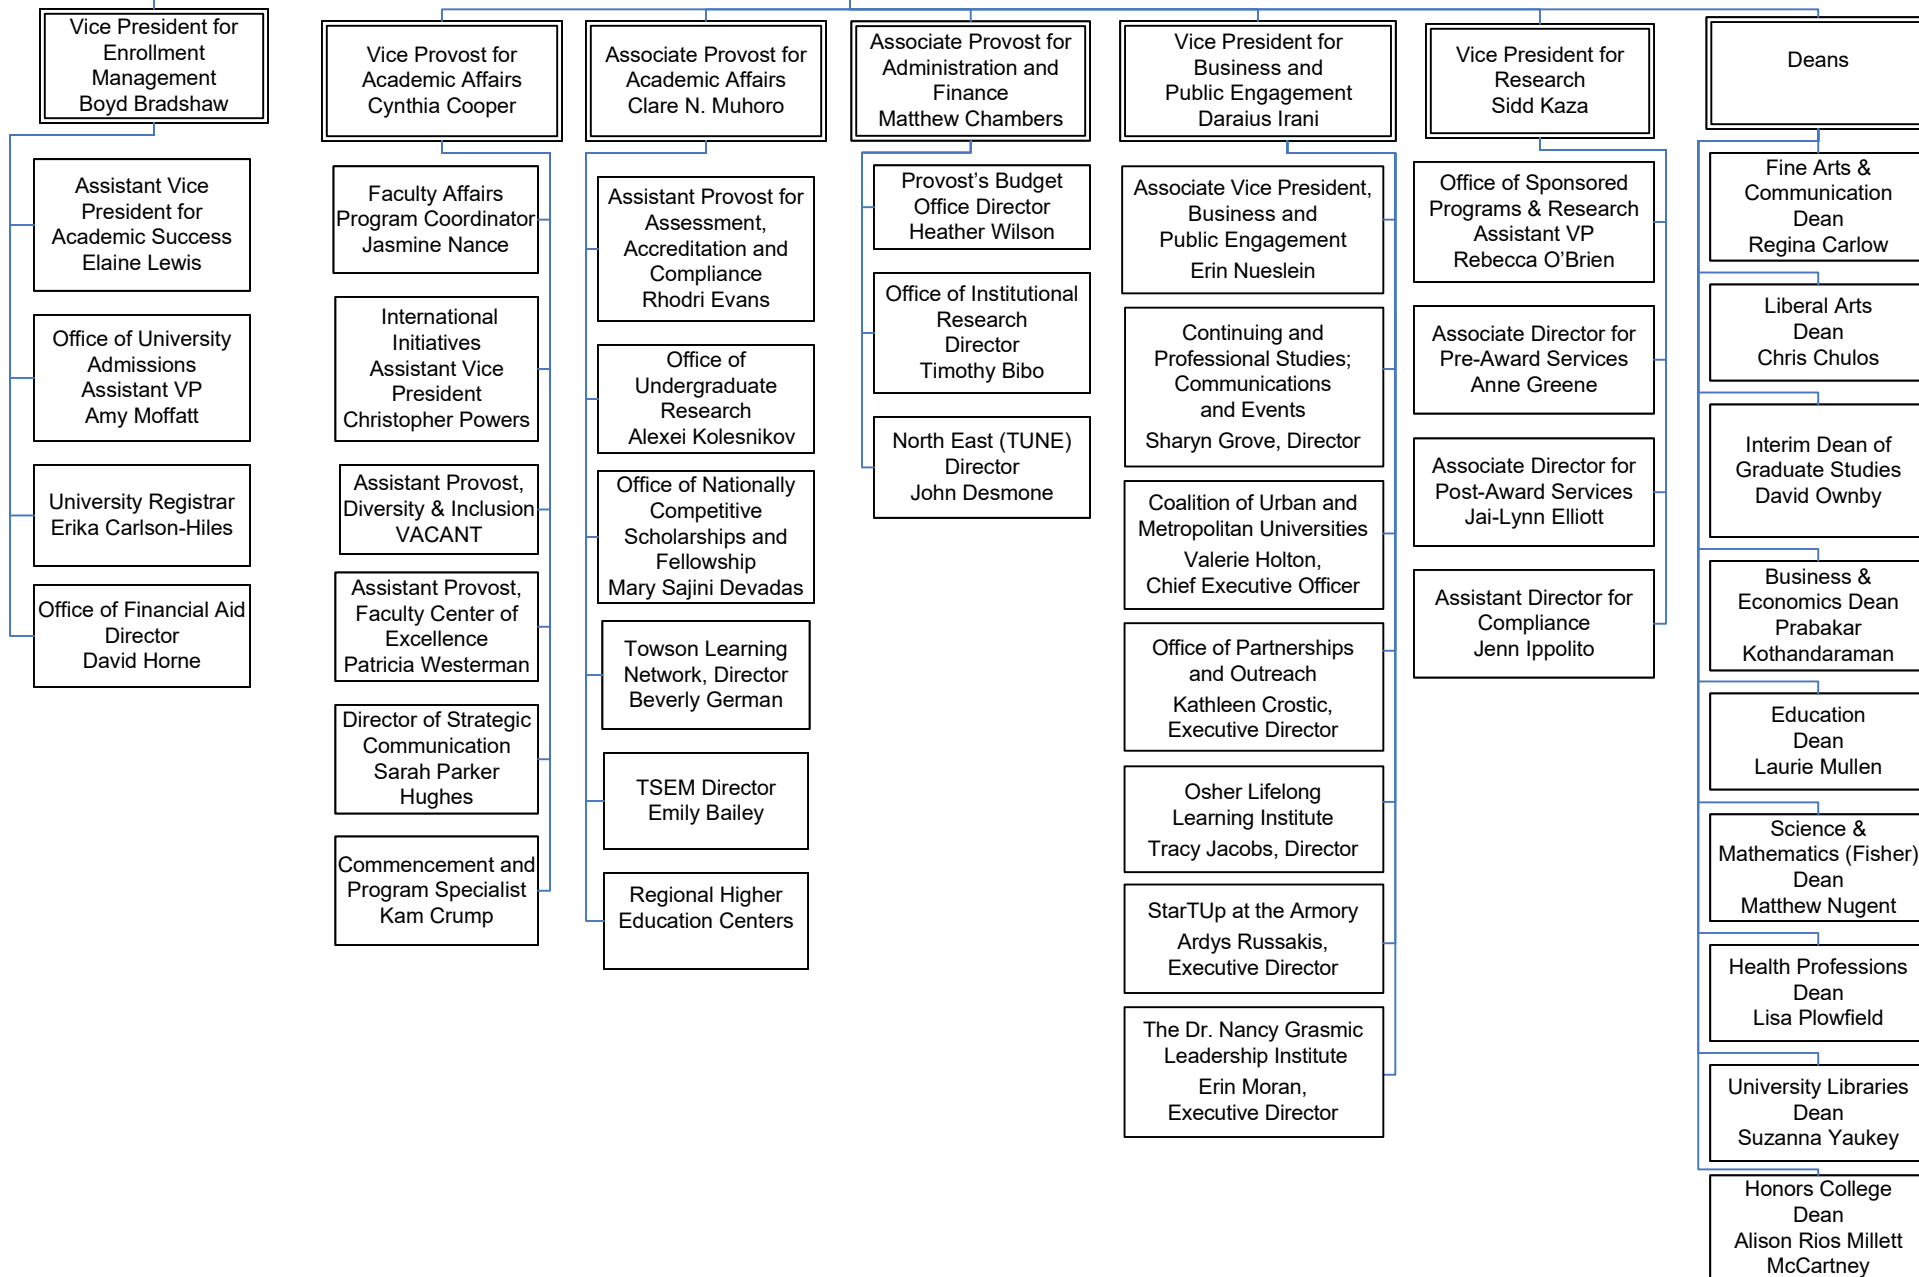 Vice President for
Enrollment
Management
Boyd Bradshaw
Assistant Vice
President for
Academic Success
Elaine Lewis
Office of University
Admissions
Assistant VP
Amy Moffatt
University Registrar
Erika Carlson-Hiles
Office of Financial Aid
Director
David Horne
Vice Provost for
Academic Affairs
Cynthia Cooper
Faculty Affairs
Program Coordinator
Jasmine Nance
International
Initiatives
Assistant Vice
President
Christopher Powers
Assistant Provost,
Diversity & Inclusion
VACANT
Assistant Provost,
Faculty Center of
Excellence
Patricia Westerman
Director of Strategic
Communication
Sarah Parker
Hughes
Commencement and
Program Specialist
Kam Crump
Associate Provost for
Academic Affairs
Clare N. Muhoro
Assistant Provost for
Assessment,
Accreditation and
Compliance
Rhodri Evans
Office of
Undergraduate
Research
Alexei Kolesnikov
Office of Nationally
Competitive
Scholarships and
Fellowship
Mary Sajini Devadas
Towson Learning
Network, Director
Beverly German
TSEM Director
Emily Bailey
Regional Higher
Education Centers
Associate Provost for
Administration and
Finance
Matthew Chambers
Provost’s Budget
Office Director
Heather Wilson
Office of Institutional
Research
Director
Timothy Bibo
North East (TUNE)
Director
John Desmone
Vice President for
Business and
Public Engagement
Daraius Irani
Associate Vice President,
Business and
Public Engagement
Erin Nueslein
Continuing and
Professional Studies;
Communications
and Events
Sharyn Grove, Director
Coalition of Urban and
Metropolitan Universities
Valerie Holton,
Chief Executive Officer
Office of Partnerships
and Outreach
Kathleen Crostic,
Executive Director
Osher Lifelong
Learning Institute
Tracy Jacobs, Director
StarTUp at the Armory
Ardys Russakis,
Executive Director
The Dr. Nancy Grasmic
Leadership Institute
Erin Moran,
Executive Director
Vice President for
Research
Sidd Kaza
Office of Sponsored
Programs & Research
Assistant VP
Rebecca O’Brien
Associate Director for
Pre-Award Services
Anne Greene
Associate Director for
Post-Award Services
Jai-Lynn Elliott
Assistant Director for
Compliance
Jenn Ippolito
Deans
Fine Arts &
Communication
Dean
Regina Carlow
Liberal Arts
Dean
Chris Chulos
Interim Dean of
Graduate Studies
David Ownby
Business &
Economics Dean
Prabakar
Kothandaraman
Education
Dean
Laurie Mullen
Science &
Mathematics (Fisher)
Dean
Matthew Nugent
Health Professions
Dean
Lisa Plowfield
University Libraries
Dean
Suzanna Yaukey
Honors College
Dean
Alison Rios Millett
McCartney